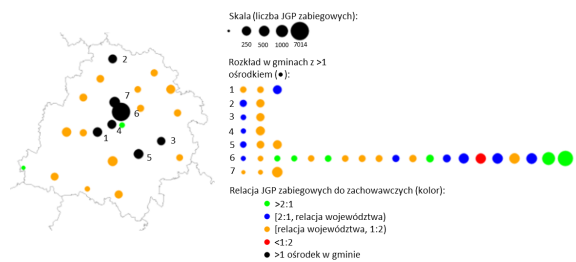 Skala (liczba JGP zabiegowych):
250 500 1000 7014
Rozkład w gminach z >1
ośrodkiem (●):
1
2
3
4
5
6
7
2
7
6
4
1
3
5
Relacja JGP zabiegowych do zachowawczych (kolor):
>2:1
[2:1, relacja województwa)
[relacja województwa, 1:2)
<1:2
>1 ośrodek w gminie